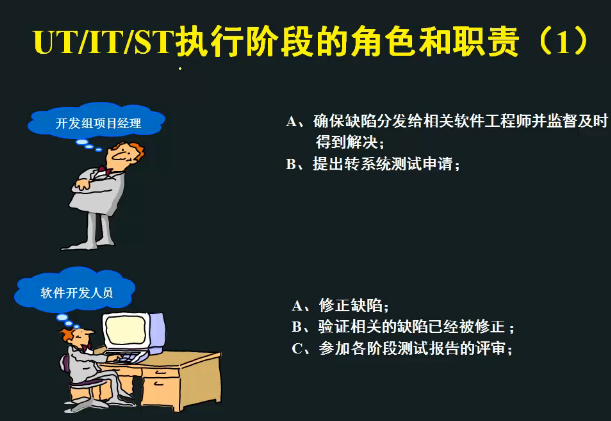 UT/IT/ST执行阶段的角色和职责（1）
开发组项目经理
A、确保缺陷分发给相关软件工程师并监督及时
得到解决；
B、提出转系统测试申请；
软件开发人员
A、修正缺陷；
B、验证相关的缺陷已经被修正；
C、参加各阶段测试报告的评审；